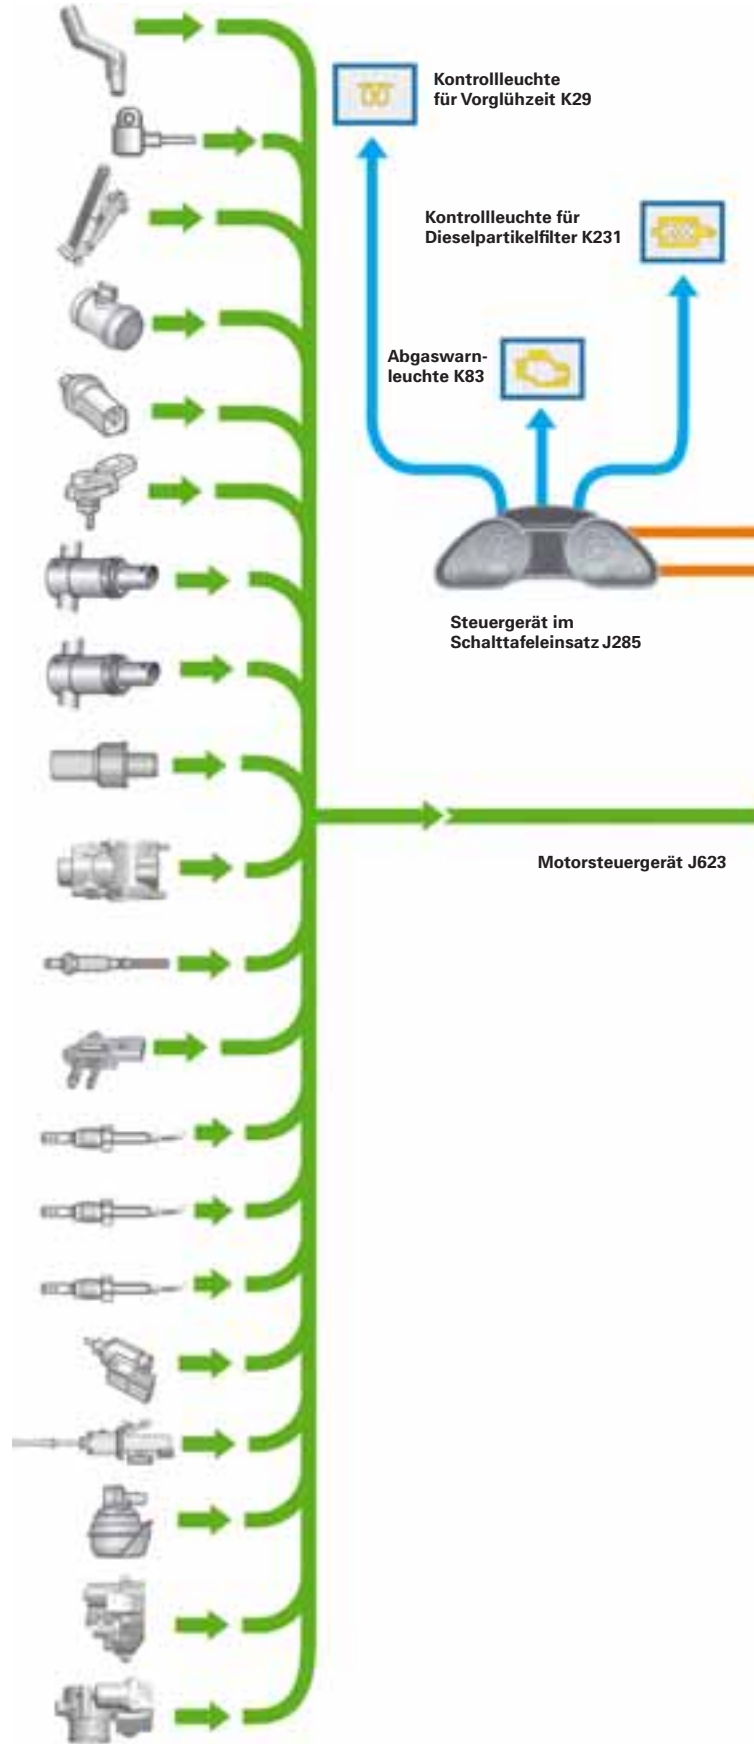 Kontrollleuchte
für Vorglühzeit K29
Kontrollleuchte für
Dieselpartikelfilter K231
Abgaswarn-
leuchte K83
Steuergerät im
Schalttafeleinsatz J285
Motorsteuergerät J623